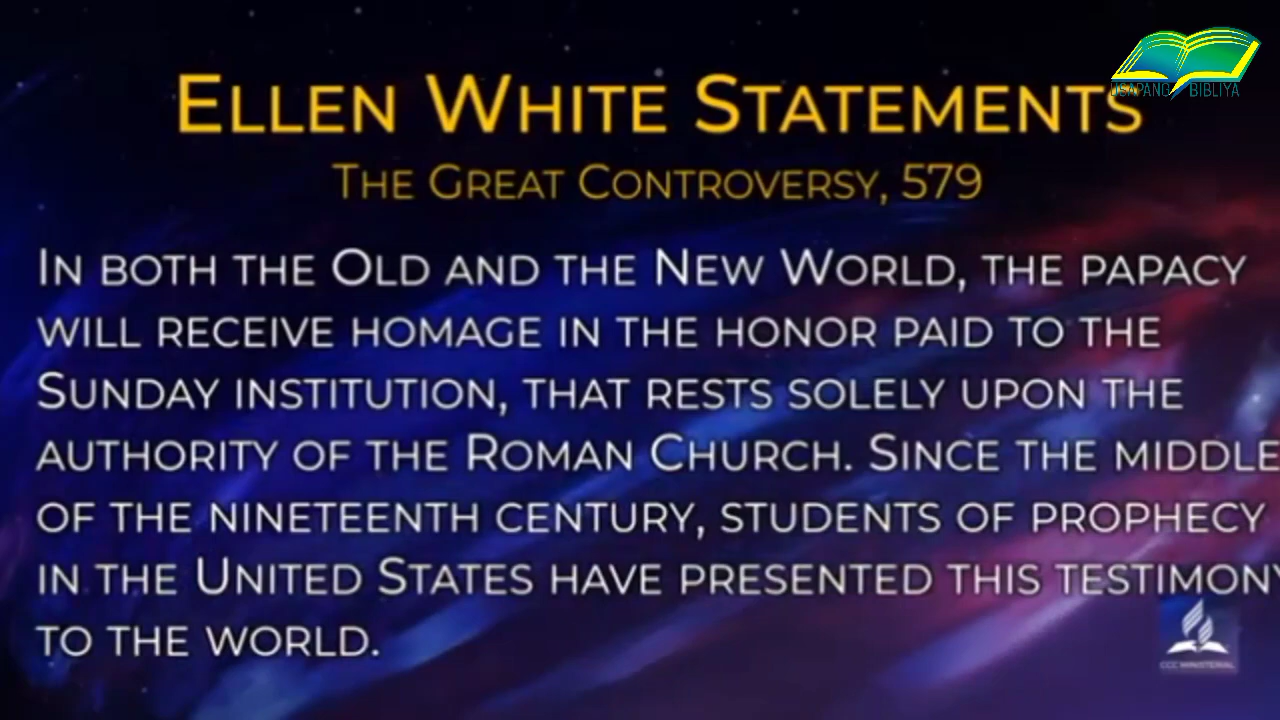 USAPANG BIBLIYA
ELLEN WHITE STATEMENTS
THE GREAT CONTROVERSY, 579
IN BOTH THE OLD AND THE NEW WORLD, THE PAPACY
WILL RECEIVE HOMAGE IN THE HONOR PAID TO THE
SUNDAY INSTITUTION, THAT RESTS SOLELY UPON THE
AUTHORITY OF THE ROMAN CHURCH. SINCE THE MIDDLE
OF THE NINETEENTH CENTURY, STUDENTS OF PROPHECY
IN THE UNITED STATES HAVE PRESENTED THIS TESTIMONY
TO THE WORLD.
CCC MINISTERIAL